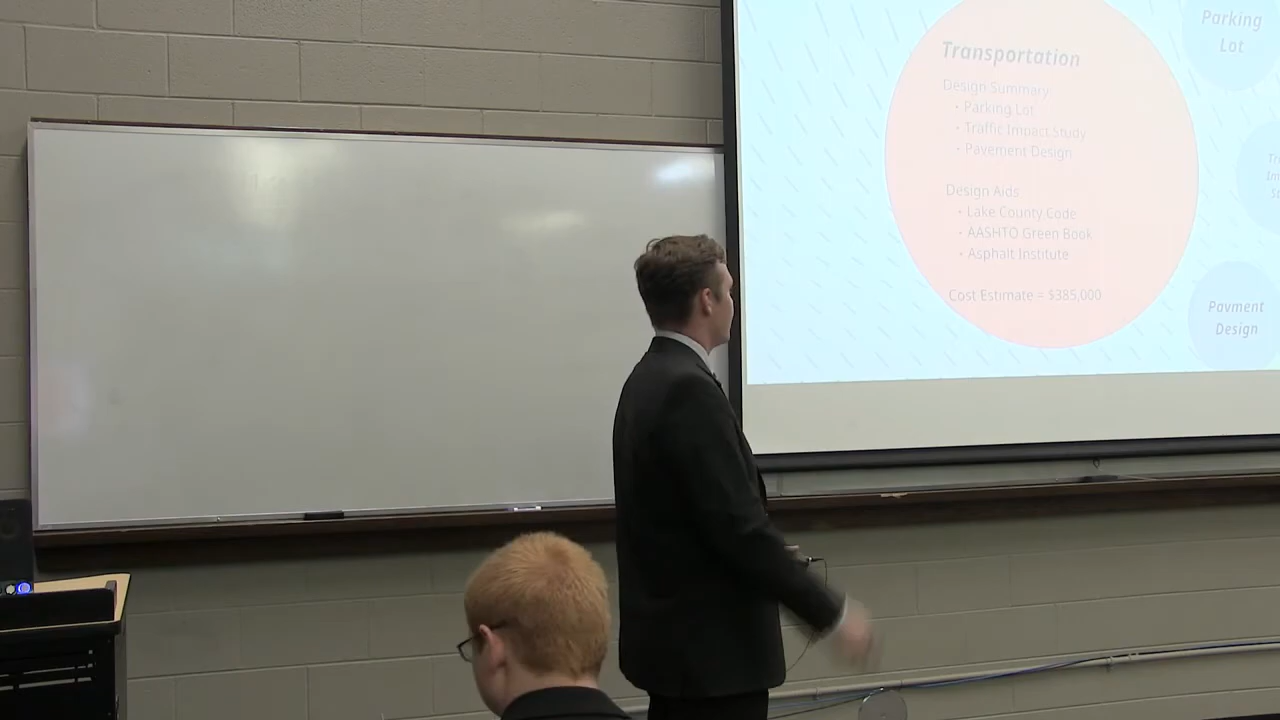 Transportation
Design Summary:
· Parking Lot
· Traffic Impact Study
· Pavement Design
Design Aids:
· Lake County Code
· AASHTO Green Book
· Asphalt Institute
Cost Estimate = $385,000
Parking
Lot
Pavment
Design